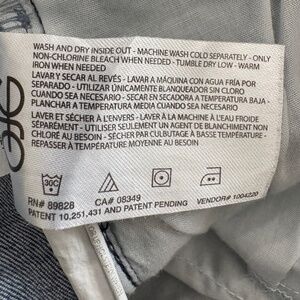 WASH AND DRY INSIDE OUT - MACHINE WASH COLD SEPARATELY - ONLY
NON-CHLORINE BLEACH WHEN NEEDED - TUMBLE DRY LOW - WARM
IRON WHEN NEEDED
LAVAR Y SECAR AL REVÉS - LAVAR A MÁQUINA CON AGUA FRÍA POR
SEPARADO - UTILIZAR ÚNICAMENTE BLANQUEADOR SIN CLORO
CUANDO SEA NECESARIO - SECAR EN SECADORA A TEMPERATURA BAJA -
PLANCHAR A TEMPERATURA MEDIA CUANDO SEA NECESARIO
LAVER ET SÉCHER À L'ENVERS - LAVER À LA MACHINE À L'EAU FROIDE
SÉPARÉMENT - UTILISER SEULEMENT UN AGENT DE BLANCHIMENT NON
CHLORÉ AU BESOIN - SÉCHER PAR CULBUTAGE À BASSE TEMPÉRATURE -
REPASSER À TEMPÉRATURE MOYENNE AU BESOIN
30C
RN# 89828 CA# 08349 VENDOR# 1004220
PATENT 10,251,431 AND PATENT PENDING